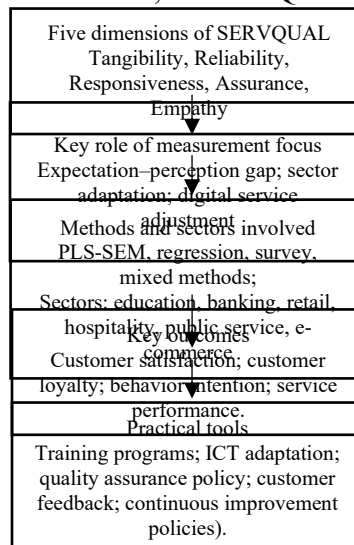 Five dimensions of SERVQUAL
Tangibility, Reliability,
Responsiveness, Assurance,
Empathy
Key role of measurement focus
Expectation–perception gap; sector
adaptation; digital service
adjustment
Methods and sectors involved
PLS-SEM, regression, survey,
mixed methods;
Sectors: education, banking, retail,
hospitality, public service, e-
commerce
Key outcomes
Customer satisfaction; customer
loyalty; behavior intention; service
performance.
Practical tools
Training programs; ICT adaptation;
quality assurance policy; customer
feedback; continuous improvement
policies).